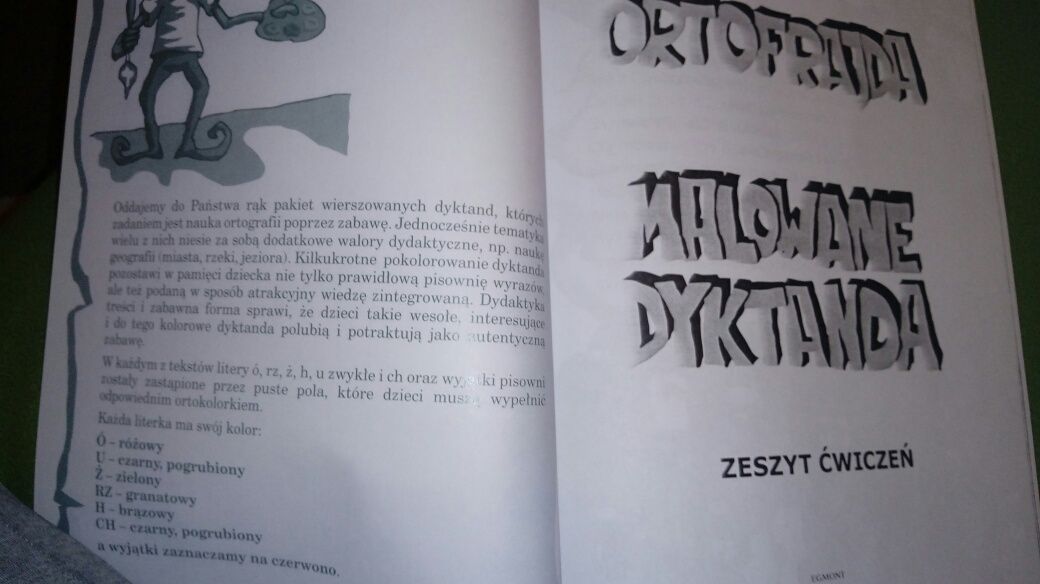 Oddajemy do Państwa rąk pakiet wierszowanych dyktand, których
zadaniem jest nauka ortografii poprzez zabawę. Jednocześnie tematyka
wielu z nich niesie za sobą dodatkowe walory dydaktyczne, np. naukę
geografii (miasta, rzeki, jeziora). Kilkukrotne pokolorowanie dyktanda
pozostawi w pamięci dziecka nie tylko prawidłową pisownię wyrazów,
ale też podaną w sposób atrakcyjny wiedzę zintegrowaną. Dydaktyka
treści i zabawna forma sprawi, że dzieci takie wesołe, interesujące
i do tego kolorowe dyktanda polubią i potraktują jako autentyczną
zabawę.
W każdym z tekstów litery ó, rz, ż, h, u zwykłe i ch oraz wyjątki pisowni
zostały zastąpione przez puste pola, które dzieci muszą wypełnić
odpowiednim ortokolorkiem.
Każda literka ma swój kolor:
Ó – różowy
U – czarny, pogrubiony
Ż – zielony
RZ – granatowy
H – brązowy
CH – czarny, pogrubiony
a wyjątki zaznaczamy na czerwono.
ORTOFRAJDA
MALOWANE
DYKTANDA
ZESZYT ĆWICZEŃ
EGMONT